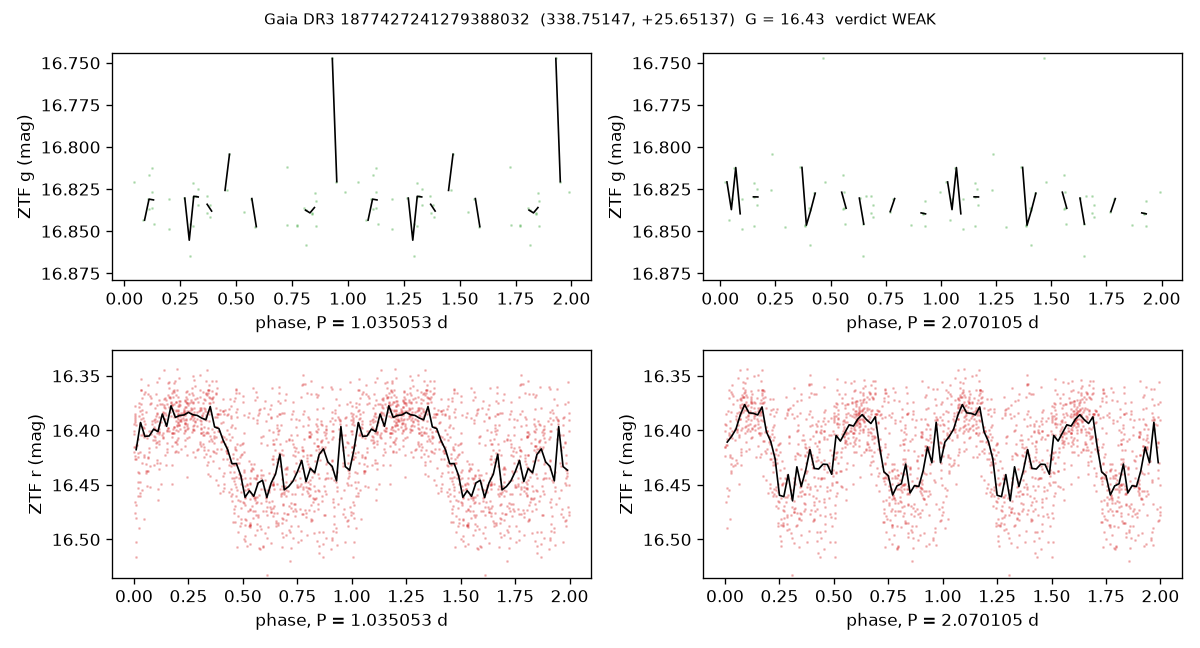 Gaia DR3 1877427241279388032 (338.75147, +25.65137) G = 16.43 verdict WEAK
ZTF g (mag)
16.750
16.775
16.800
16.825
16.850
16.875
0.00 0.25 0.50 0.75 1.00 1.25 1.50 1.75 2.00
phase, P = 1.035053 d
ZTF g (mag)
16.750
16.775
16.800
16.825
16.850
16.875
0.00 0.25 0.50 0.75 1.00 1.25 1.50 1.75 2.00
phase, P = 2.070105 d
ZTF r (mag)
16.35
16.40
16.45
16.50
0.00 0.25 0.50 0.75 1.00 1.25 1.50 1.75 2.00
phase, P = 1.035053 d
ZTF r (mag)
16.35
16.40
16.45
16.50
0.00 0.25 0.50 0.75 1.00 1.25 1.50 1.75 2.00
phase, P = 2.070105 d